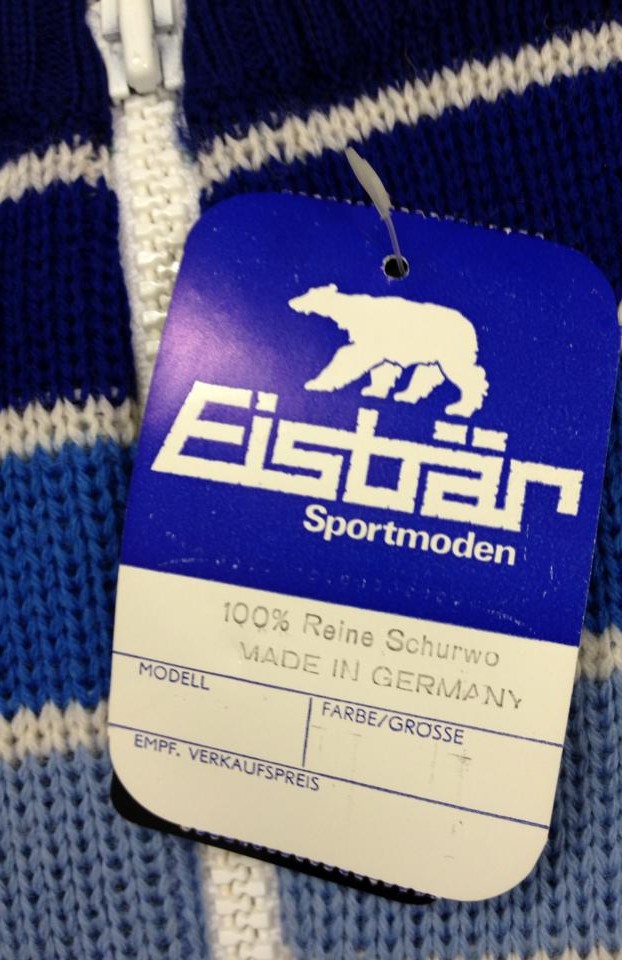 Eisbär
Sportmoden
100% Reine Schurwo
MADE IN GERMANY
MODELL
FARBE/GRÖSSE
EMPF. VERKAUFSPREIS